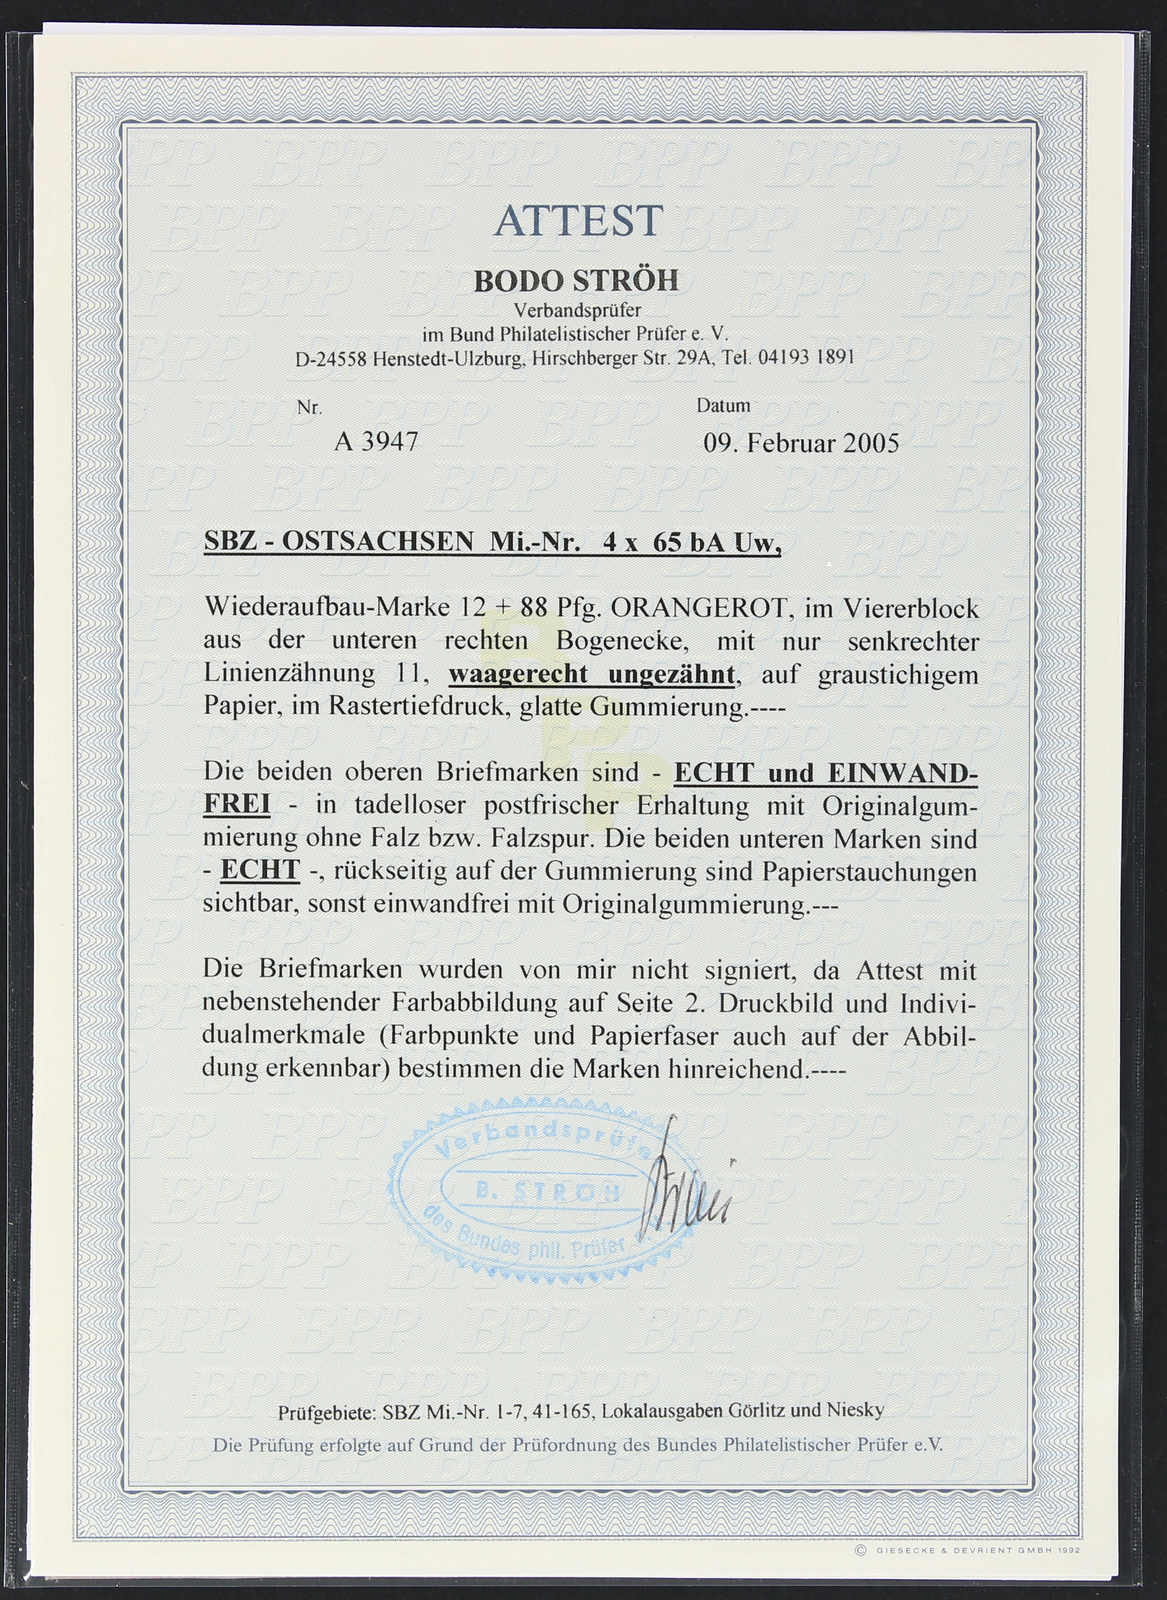 ATTEST
BODO STRÖH
Verbandsprüfer
im Bund Philatelistischer Prüfer e. V.
D-24558 Henstedt-Ulzburg, Hirschberger Str. 29A, Tel. 04193 1891
Nr. Datum
A 3947 09. Februar 2005
SBZ - OSTSACHSEN Mi.-Nr. 4 x 65 bA Uw,
Wiederaufbau-Marke 12 + 88 Pfg. ORANGEROT, im Viererblock
aus der unteren rechten Bogenecke, mit nur senkrechter
Linienzähnung 11, waagerecht ungezähnt, auf graustichigem
Papier, im Rastertiefdruck, glatte Gummierung.----
Die beiden oberen Briefmarken sind - ECHT und EINWAND-
FREI - in tadelloser postfrischer Erhaltung mit Originalgum-
mierung ohne Falz bzw. Falzspur. Die beiden unteren Marken sind
- ECHT -, rückseitig auf der Gummierung sind Papierstauchungen
sichtbar, sonst einwandfrei mit Originalgummierung.---
Die Briefmarken wurden von mir nicht signiert, da Attest mit
nebenstehender Farbabbildung auf Seite 2. Druckbild und Indivi-
dualmerkmale (Farbpunkte und Papierfaser auch auf der Abbil-
dung erkennbar) bestimmen die Marken hinreichend.----
Verbandsprüfer
B. STRÖH
des Bundes phil. Prüfer
Prüfgebiete: SBZ Mi.-Nr. 1-7, 41-165, Lokalausgaben Görlitz und Niesky
Die Prüfung erfolgte auf Grund der Prüfordnung des Bundes Philatelistischer Prüfer e.V.
© GIESECKE & DEVRIENT GMBH 1992